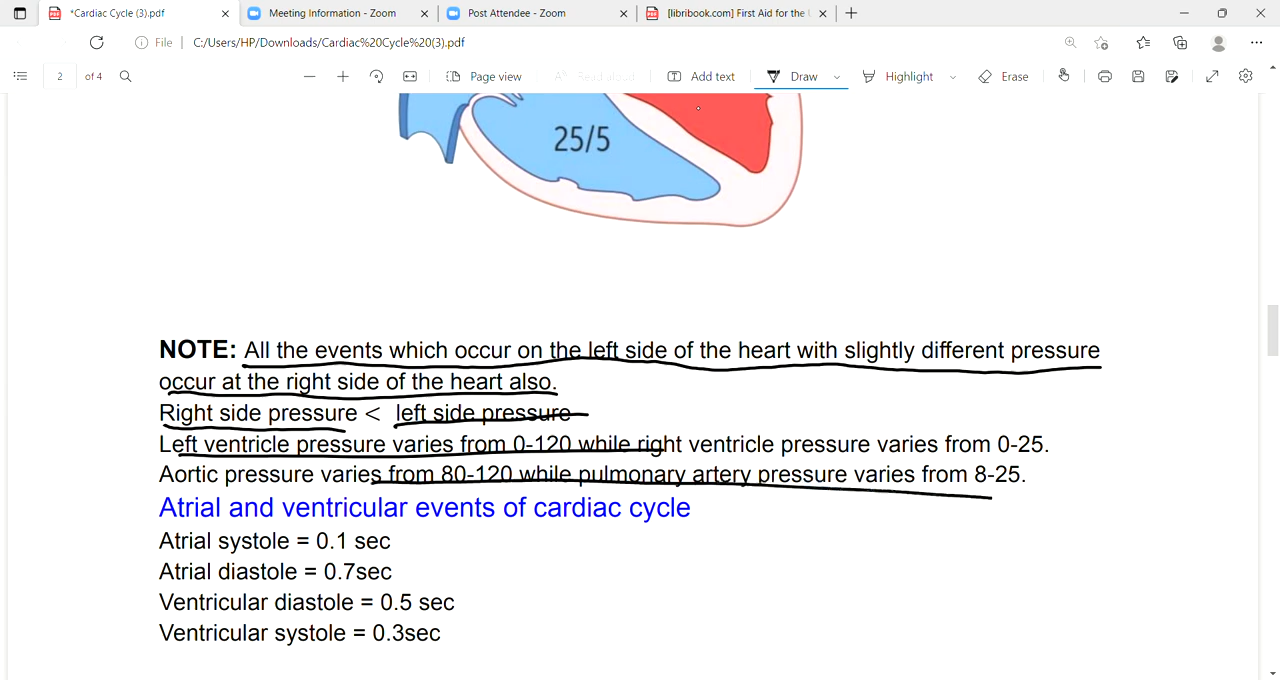 *Cardiac Cycle (3).pdf
Meeting Information - Zoom
Post Attendee - Zoom
[libribook.com] First Aid for the
File
C:/Users/HP/Downloads/Cardiac%20Cycle%20(3).pdf
2 of 4
Page view
Read aloud
Add text
Draw
Highlight
Erase
25/5
NOTE: All the events which occur on the left side of the heart with slightly different pressure
occur at the right side of the heart also.
Right side pressure < left side pressure
Left ventricle pressure varies from 0-120 while right ventricle pressure varies from 0-25.
Aortic pressure varies from 80-120 while pulmonary artery pressure varies from 8-25.
Atrial and ventricular events of cardiac cycle
Atrial systole = 0.1 sec
Atrial diastole = 0.7sec
Ventricular diastole = 0.5 sec
Ventricular systole = 0.3sec